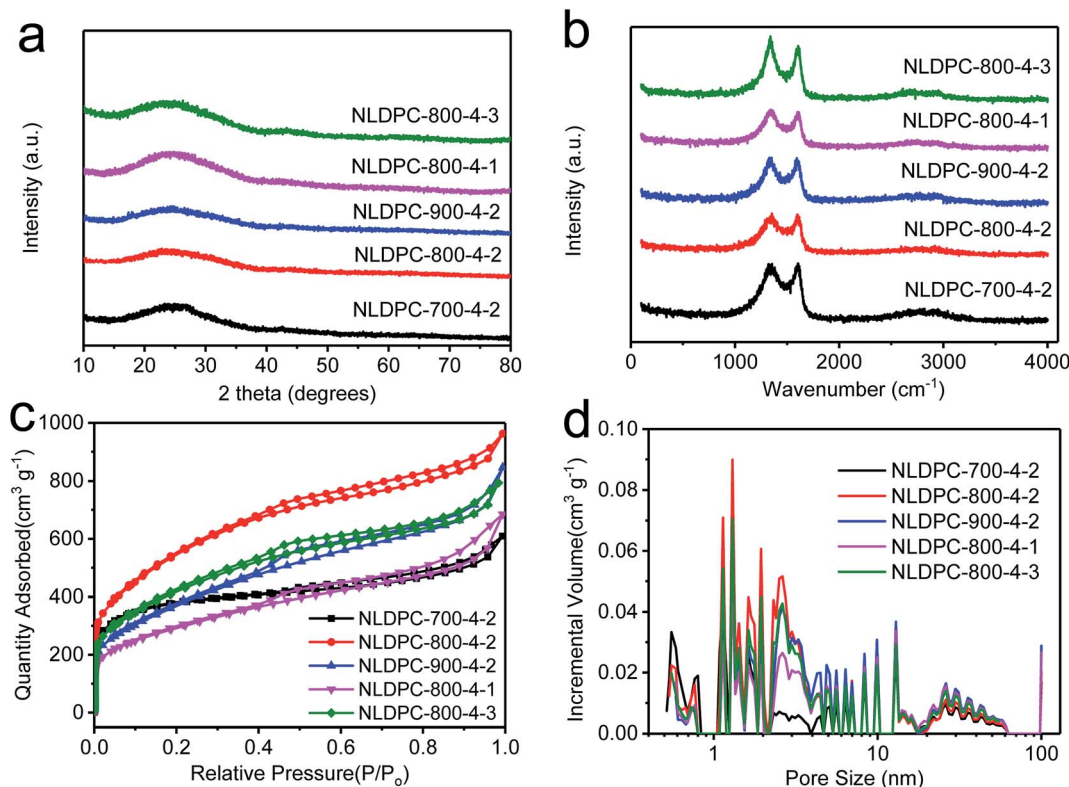 a
Intensity (a.u.)
NLDPC-800-4-3
NLDPC-800-4-1
NLDPC-900-4-2
NLDPC-800-4-2
NLDPC-700-4-2
10 20 30 40 50 60 70 80
2 theta (degrees)
b
Intensity (a.u.)
NLDPC-800-4-3
NLDPC-800-4-1
NLDPC-900-4-2
NLDPC-800-4-2
NLDPC-700-4-2
0 1000 2000 3000 4000
Wavenumber (cm⁻¹)
c
Quantity Adsorbed(cm³ g⁻¹)
1000
800
600
400
200
0
NLDPC-700-4-2
NLDPC-800-4-2
NLDPC-900-4-2
NLDPC-800-4-1
NLDPC-800-4-3
0.0 0.2 0.4 0.6 0.8 1.0
Relative Pressure(P/Pₒ)
d
Incremental Volume(cm³ g⁻¹)
0.10
0.08
0.06
0.04
0.02
0.00
NLDPC-700-4-2
NLDPC-800-4-2
NLDPC-900-4-2
NLDPC-800-4-1
NLDPC-800-4-3
1 10 100
Pore Size (nm)